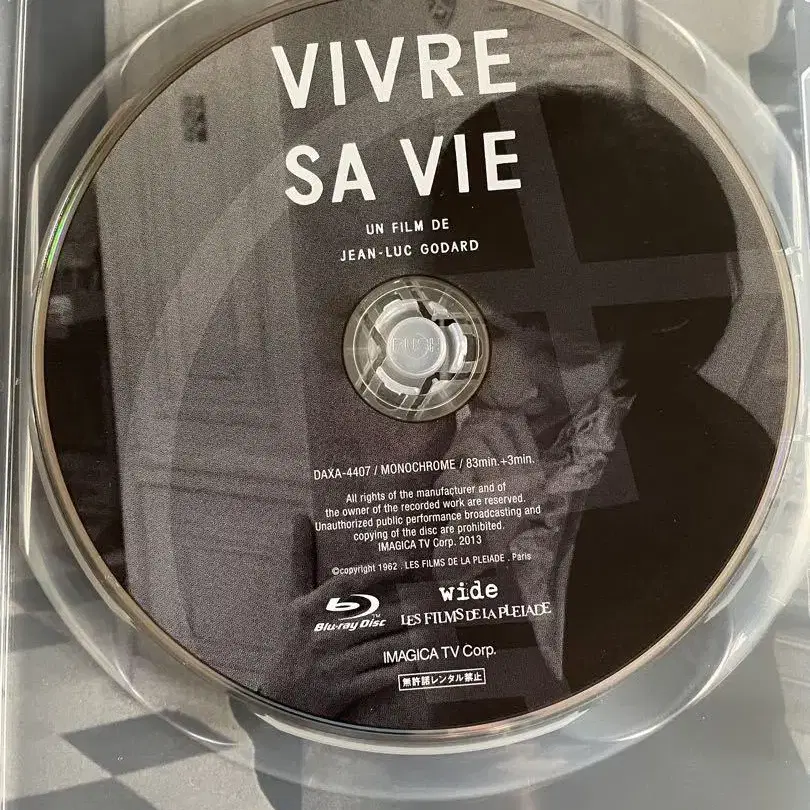 VIVRE
SA VIE
UN FILM DE
JEAN-LUC GODARD
PUSH
DAXA-4407 / MONOCHROME / 83min.+3min.
All rights of the manufacturer and of
the owner of the recorded work are reserved.
Unauthorized public performance broadcasting and
copying of the disc are prohibited.
IMAGICA TV Corp. 2013
©copyright 1962 . LES FILMS DE LA PLEIADE . Paris
Blu-ray Disc
wide
LES FILMS DE LA PLEIADE
IMAGICA TV Corp.
無許諾レンタル禁止